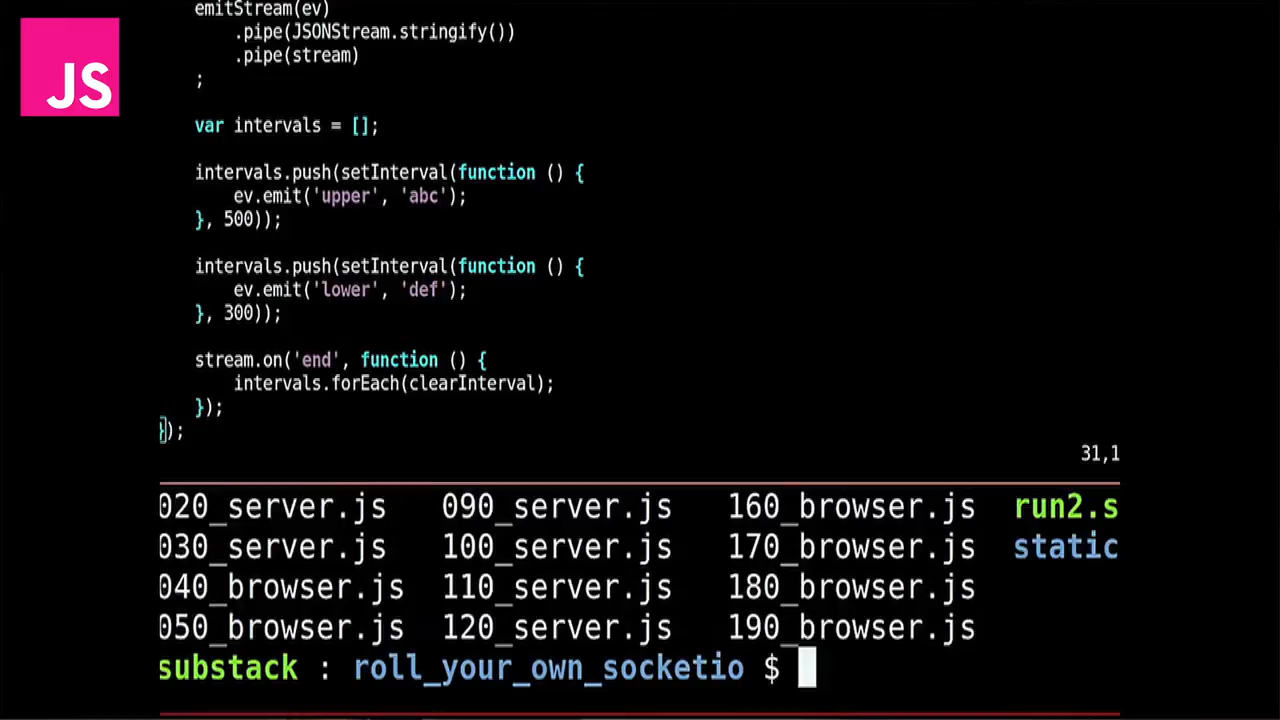 JS
emitStream(ev)
    .pipe(JSONStream.stringify())
    .pipe(stream)
;
var intervals = [];
intervals.push(setInterval(function () {
    ev.emit('upper', 'abc');
}, 500));
intervals.push(setInterval(function () {
    ev.emit('lower', 'def');
}, 300));
stream.on('end', function () {
    intervals.forEach(clearInterval);
});
});
31,1
020_server.js 090_server.js 160_browser.js run2.s
030_server.js 100_server.js 170_browser.js static
040_browser.js 110_server.js 180_browser.js
050_browser.js 120_server.js 190_browser.js
substack : roll_your_own_socketio $